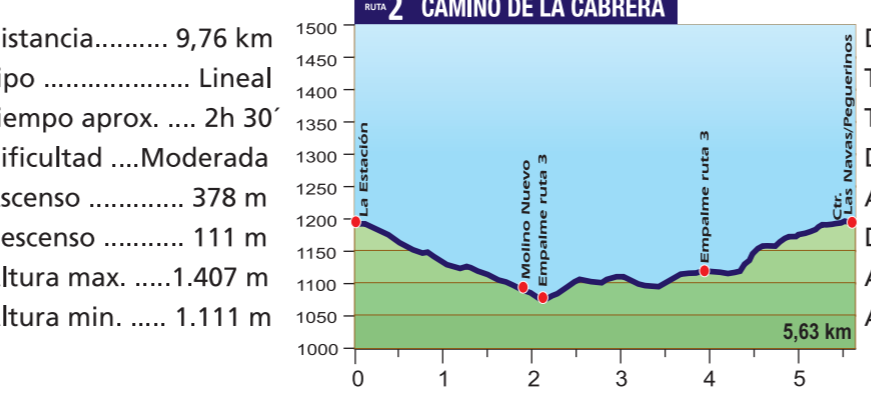 RUTA 2 CAMINO DE LA CABRERA
istancia.......... 9,76 km
ipo .................... Lineal
iempo aprox. .... 2h 30´
ificultad ....Moderada
scenso ............. 378 m
escenso ........... 111 m
ltura max. .....1.407 m
ltura min. ..... 1.111 m
1500
1450
1400
1350
1300
1250
1200
1150
1100
1050
1000
La Estación
Molino Nuevo
Empalme ruta 3
Empalme ruta 3
Ctr.
Las Navas/Peguerinos
5,63 km
0 1 2 3 4 5
D
T
T
D
A
D
A
A